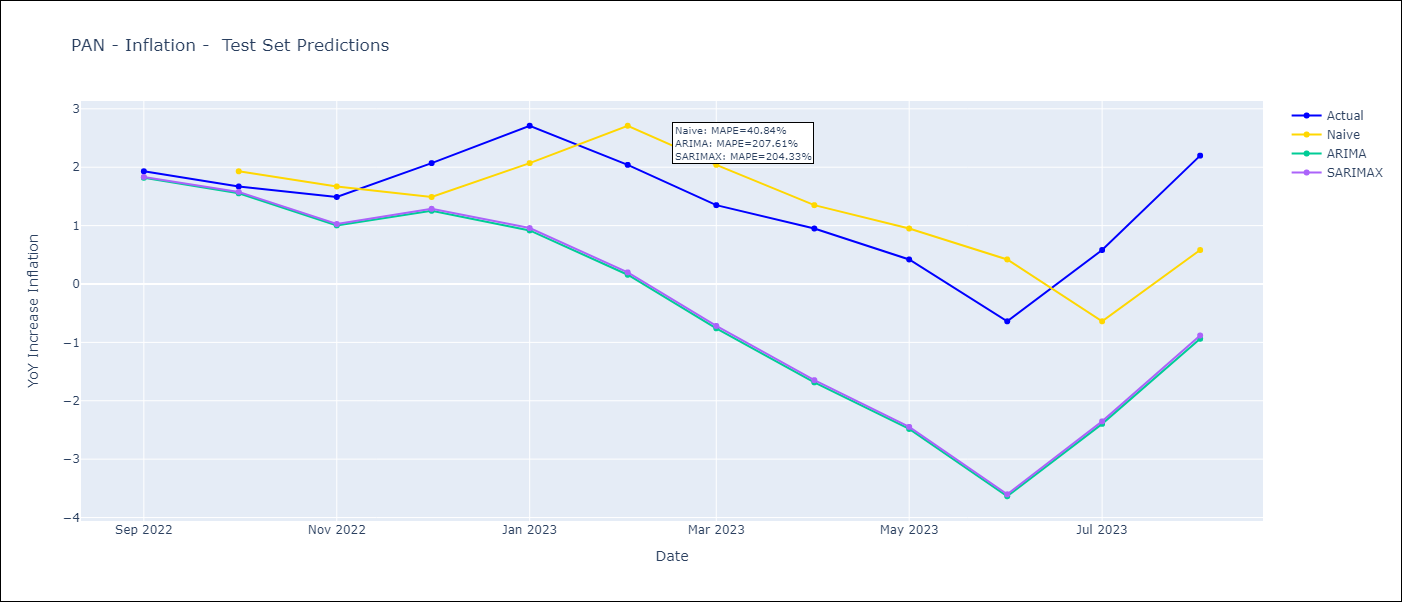 PAN - Inflation -  Test Set Predictions
3
2
1
0
−1
−2
−3
−4
YoY Increase Inflation
Naive: MAPE=40.84%
ARIMA: MAPE=207.61%
SARIMAX: MAPE=204.33%
Actual
Naive
ARIMA
SARIMAX
Sep 2022
Nov 2022
Jan 2023
Mar 2023
May 2023
Jul 2023
Date